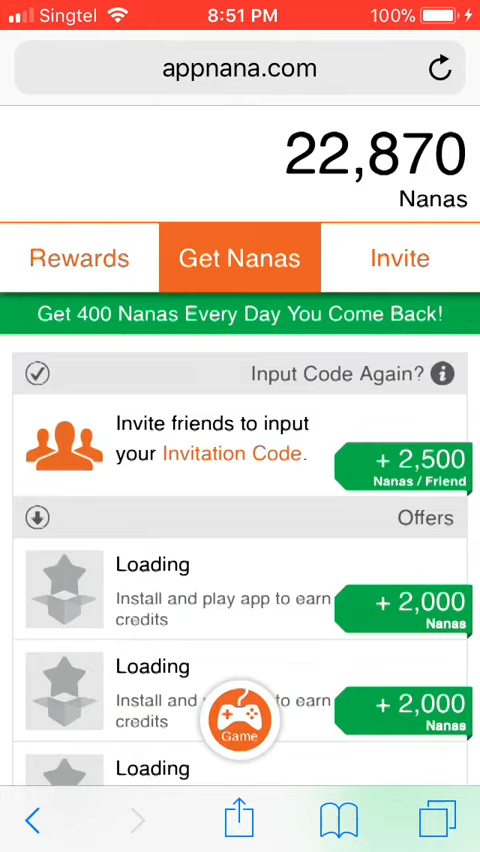 Singtel 8:51 PM 100%
appnana.com
22,870
Nanas
Rewards Get Nanas Invite
Get 400 Nanas Every Day You Come Back!
Input Code Again? i
Invite friends to input
your Invitation Code.
+ 2,500
Nanas / Friend
Offers
Loading
Install and play app to earn
credits
+ 2,000
Nanas
Loading
Install and to earn
credits
+ 2,000
Nanas
Game
Loading